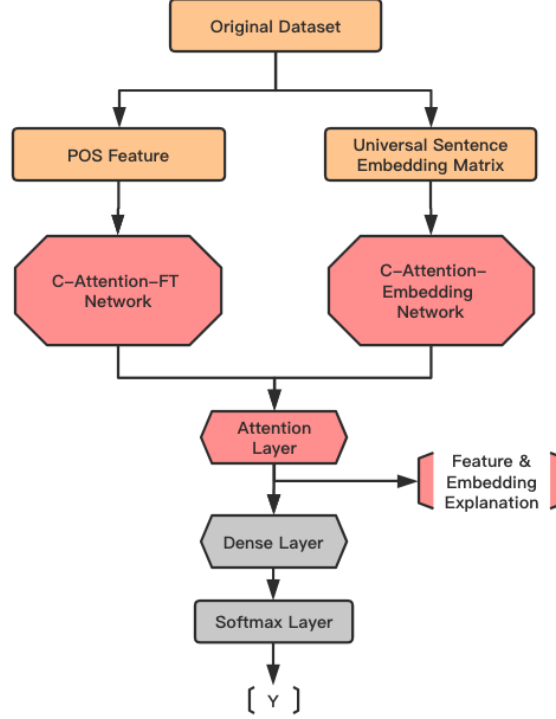 Original Dataset
POS Feature
Universal Sentence
Embedding Matrix
C-Attention-FT
Network
C-Attention-
Embedding
Network
Attention
Layer
Feature &
Embedding
Explanation
Dense Layer
Softmax Layer
[ Y ]